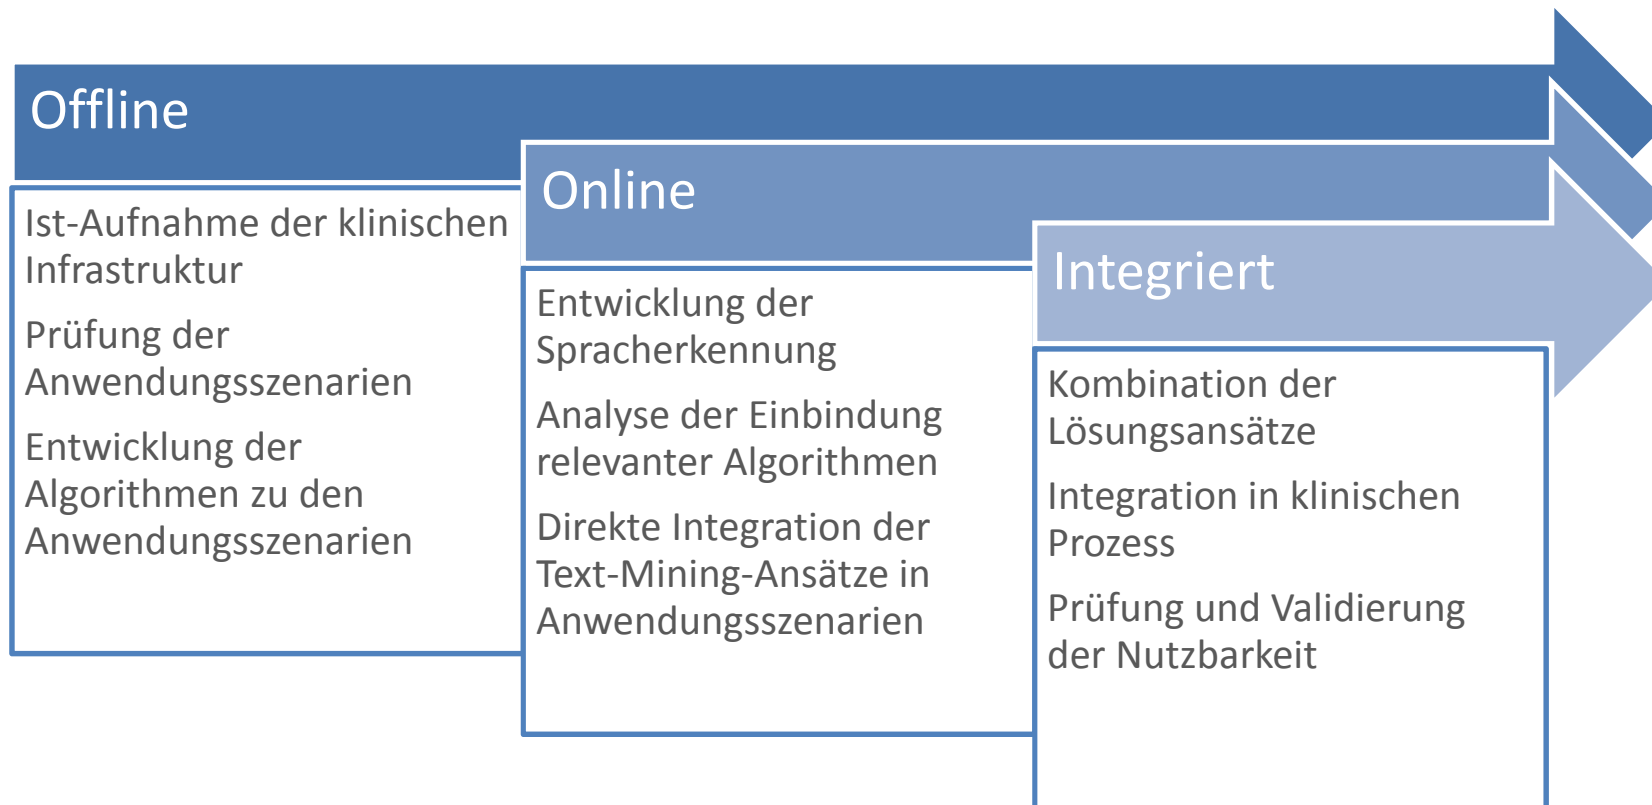 Offline
Ist-Aufnahme der klinischen
Infrastruktur
Prüfung der
Anwendungsszenarien
Entwicklung der
Algorithmen zu den
Anwendungsszenarien
Online
Entwicklung der
Spracherkennung
Analyse der Einbindung
relevanter Algorithmen
Direkte Integration der
Text-Mining-Ansätze in
Anwendungsszenarien
Integriert
Kombination der
Lösungsansätze
Integration in klinischen
Prozess
Prüfung und Validierung
der Nutzbarkeit